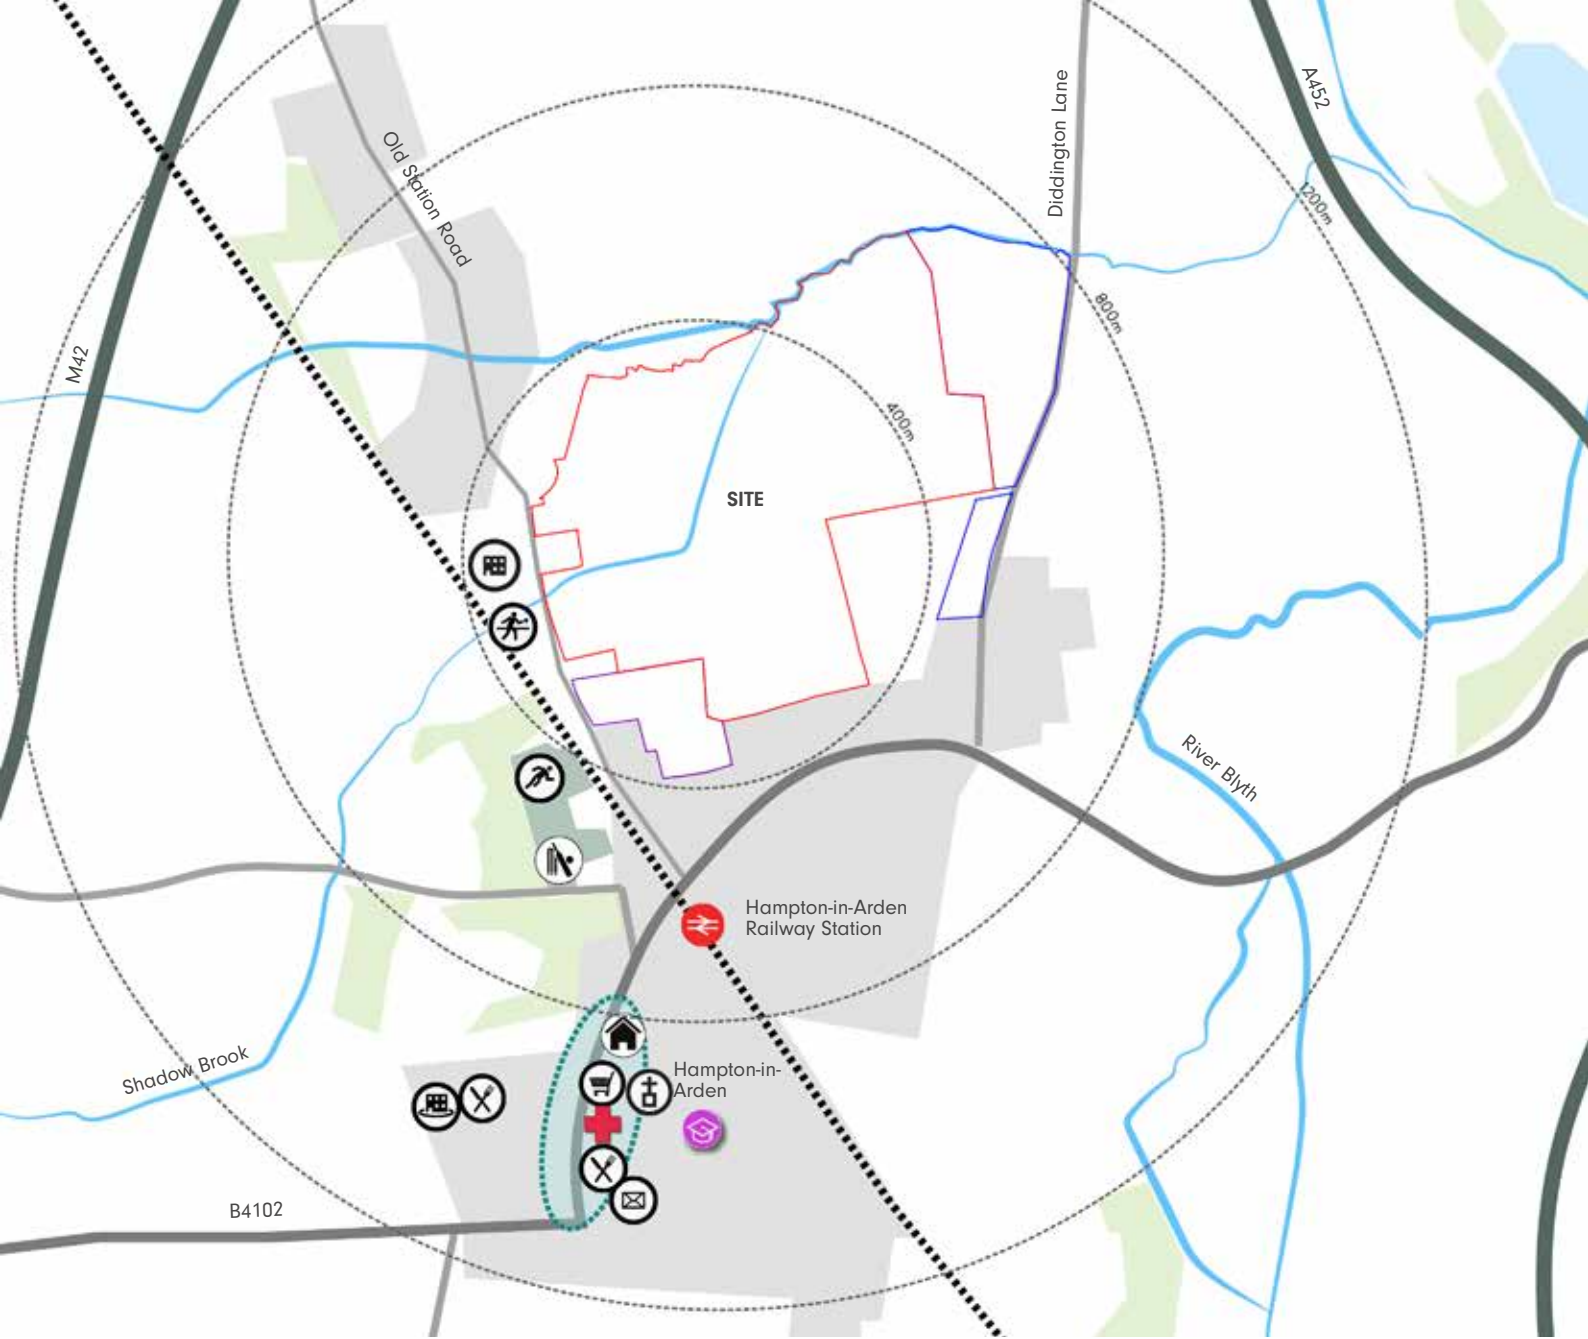 A452
Diddington Lane
Old Station Road
1200m
800m
M42
400m
SITE
River Blyth
Hampton-in-Arden
Railway Station
Shadow Brook
Hampton-in-
Arden
B4102